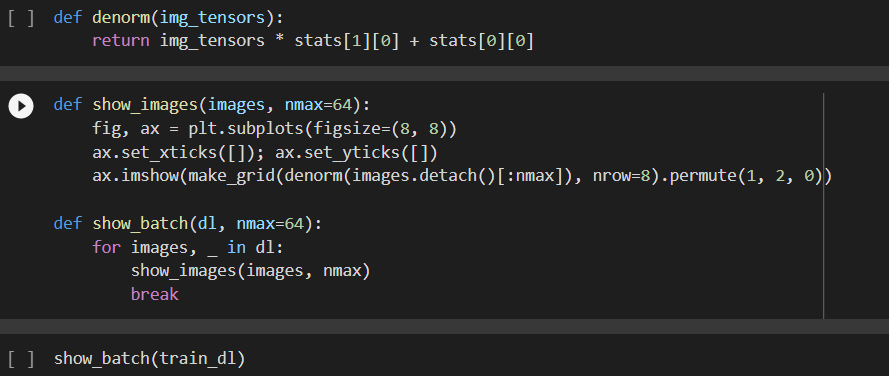 [ ] def denorm(img_tensors):
        return img_tensors * stats[1][0] + stats[0][0]
def show_images(images, nmax=64):
    fig, ax = plt.subplots(figsize=(8, 8))
    ax.set_xticks([]); ax.set_yticks([])
    ax.imshow(make_grid(denorm(images.detach()[:nmax]), nrow=8).permute(1, 2, 0))
def show_batch(dl, nmax=64):
    for images, _ in dl:
        show_images(images, nmax)
        break
[ ] show_batch(train_dl)